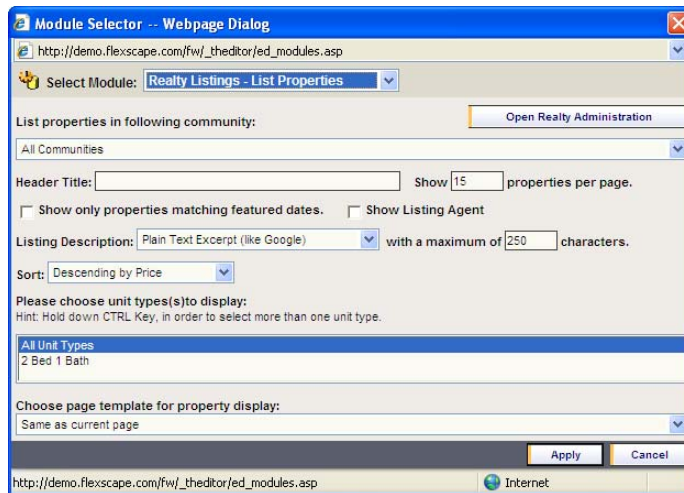 Module Selector -- Webpage Dialog
http://demo.flexscape.com/fw/_theditor/ed_modules.asp
Select Module: Realty Listings - List Properties
List properties in following community: Open Realty Administration
All Communities
Header Title: Show 15 properties per page.
Show only properties matching featured dates. Show Listing Agent
Listing Description: Plain Text Excerpt (like Google) with a maximum of 250 characters.
Sort: Descending by Price
Please choose unit types(s)to display:
Hint: Hold down CTRL Key, in order to select more than one unit type.
All Unit Types
2 Bed 1 Bath
Choose page template for property display:
Same as current page
Apply Cancel
http://demo.flexscape.com/fw/_theditor/ed_modules.asp Internet